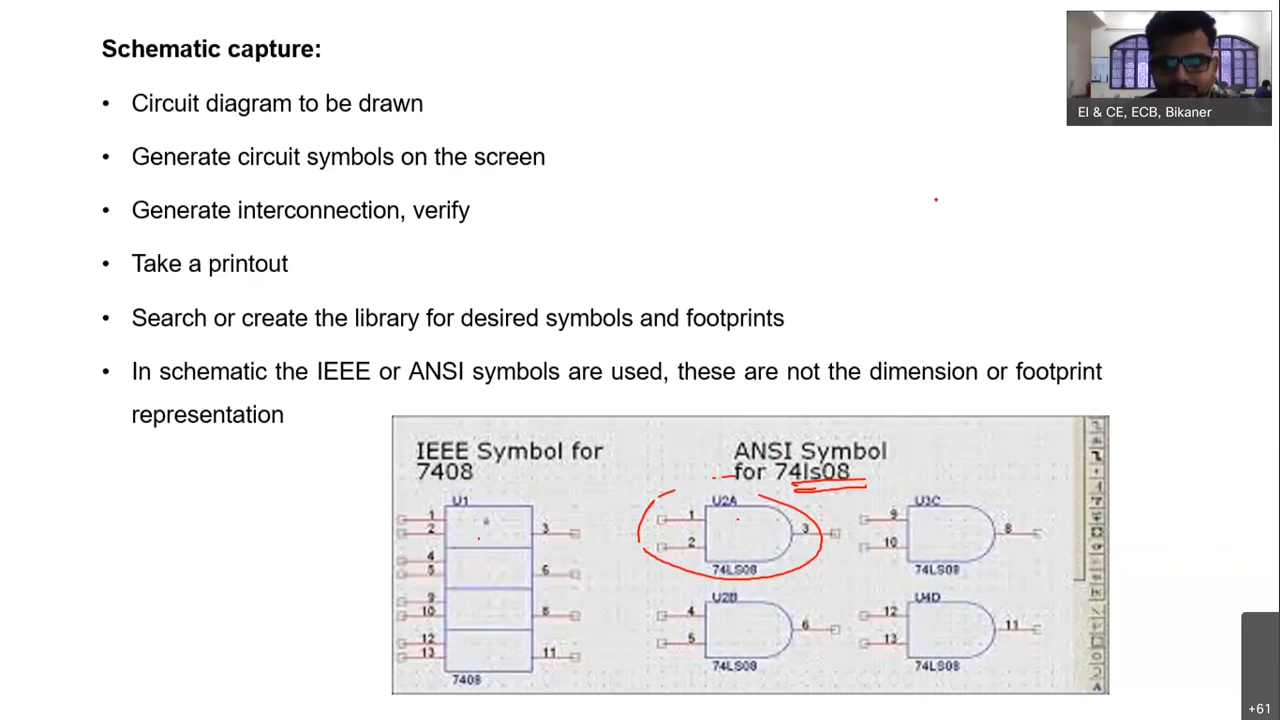 Schematic capture:
• Circuit diagram to be drawn
• Generate circuit symbols on the screen
• Generate interconnection, verify
• Take a printout
• Search or create the library for desired symbols and footprints
• In schematic the IEEE or ANSI symbols are used, these are not the dimension or footprint
representation
EI & CE, ECB, Bikaner
IEEE Symbol for
7408
ANSI Symbol
for 74ls08
U1
1
2
3
4
5
6
9
10
8
12
13
11
7408
U2A
1
2
3
74LS08
U3C
9
10
8
74LS08
U2B
4
5
6
74LS08
U4D
12
13
11
74LS08
+61